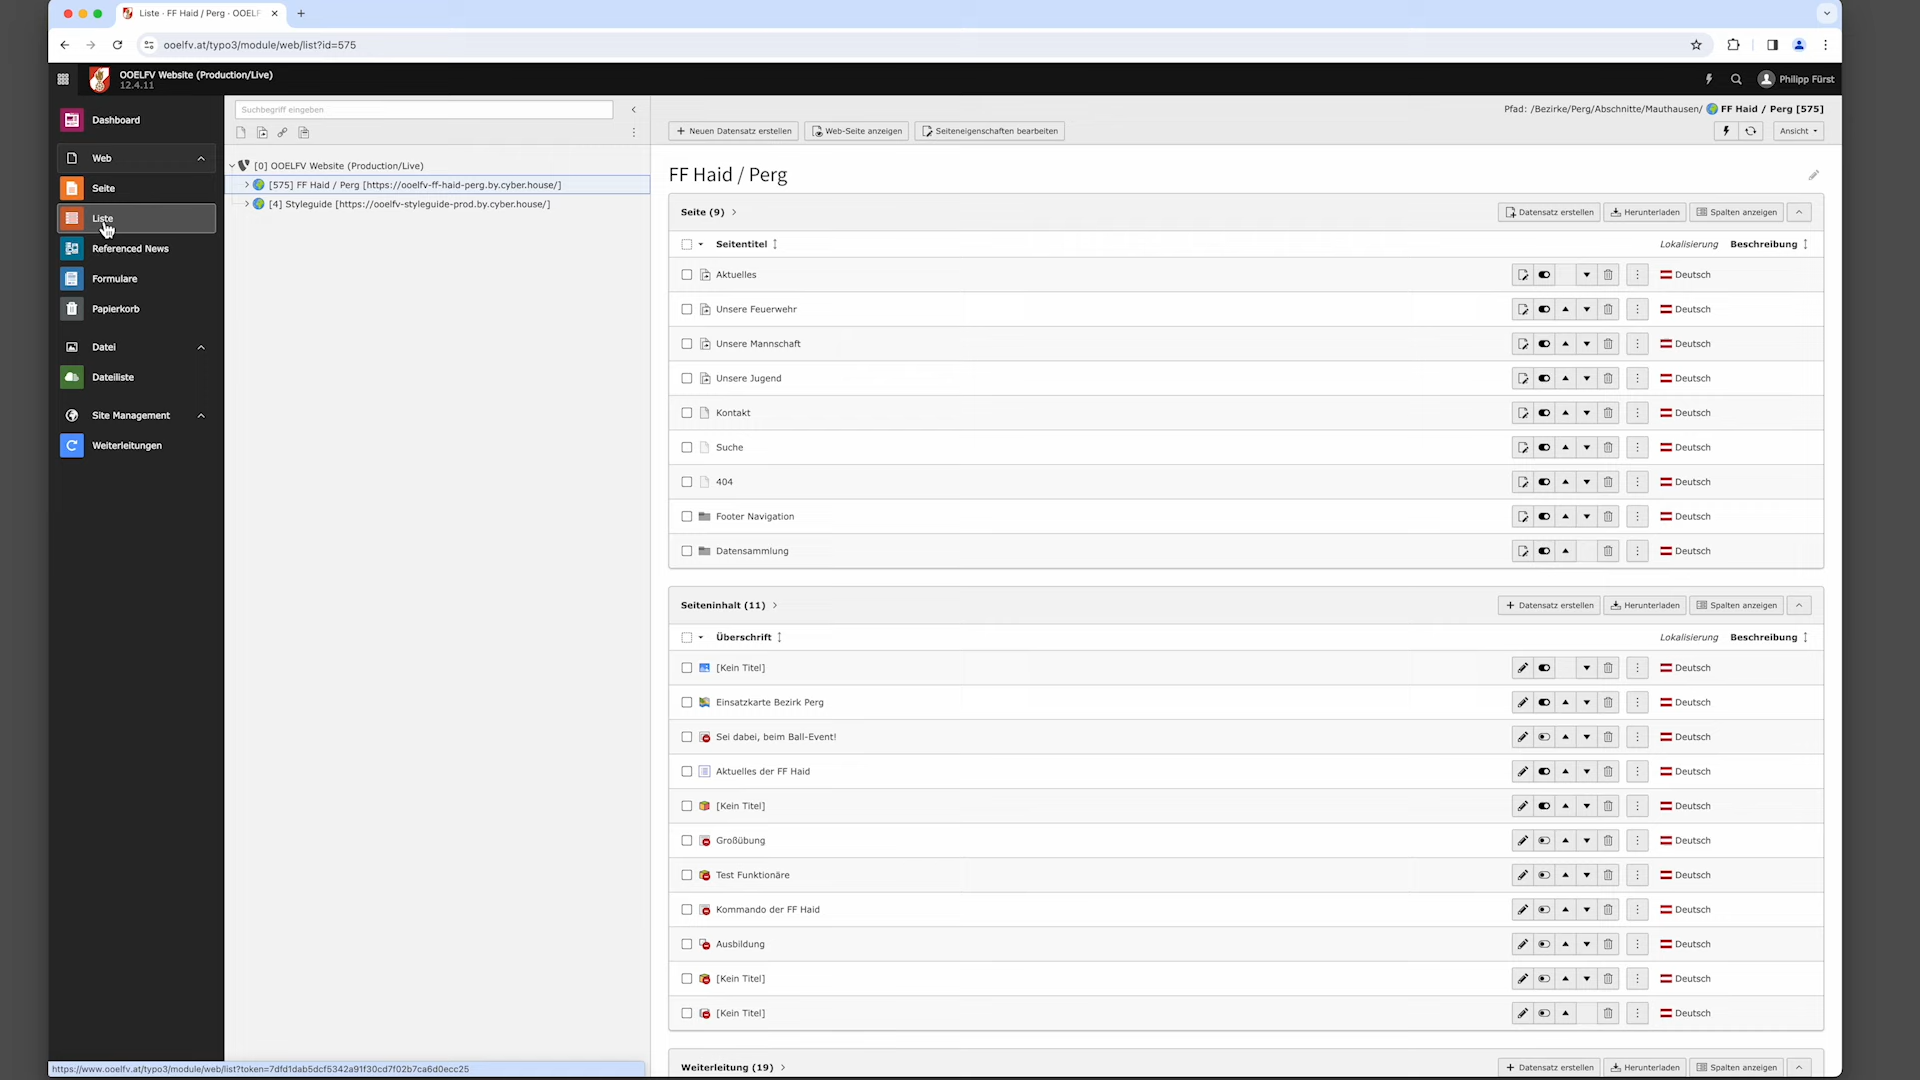 Liste · FF Haid / Perg · OOELF
ooelfv.at/typo3/module/web/list?id=575
OOELFV Website (Production/Live)
12.4.11
Philipp Fürst
Dashboard
Web
Seite
Liste
Referenced News
Formulare
Papierkorb
Datei
Dateiliste
Site Management
Weiterleitungen
Suchbegriff eingeben
[0] OOELFV Website (Production/Live)
[575] FF Haid / Perg [https://ooelfv-ff-haid-perg.by.cyber.house/]
[4] Styleguide [https://ooelfv-styleguide-prod.by.cyber.house/]
Pfad: /Bezirke/Perg/Abschnitte/Mauthausen/ FF Haid / Perg [575]
Neuen Datensatz erstellen Web-Seite anzeigen Seiteneigenschaften bearbeiten Ansicht
FF Haid / Perg
Seite (9) Datensatz erstellen Herunterladen Spalten anzeigen
Seitentitel Lokalisierung Beschreibung
Aktuelles Deutsch
Unsere Feuerwehr Deutsch
Unsere Mannschaft Deutsch
Unsere Jugend Deutsch
Kontakt Deutsch
Suche Deutsch
404 Deutsch
Footer Navigation Deutsch
Datensammlung Deutsch
Seiteninhalt (11) Datensatz erstellen Herunterladen Spalten anzeigen
Überschrift Lokalisierung Beschreibung
[Kein Titel] Deutsch
Einsatzkarte Bezirk Perg Deutsch
Sei dabei, beim Ball-Event! Deutsch
Aktuelles der FF Haid Deutsch
[Kein Titel] Deutsch
Großübung Deutsch
Test Funktionäre Deutsch
Kommando der FF Haid Deutsch
Ausbildung Deutsch
[Kein Titel] Deutsch
[Kein Titel] Deutsch
Weiterleitung (19) Datensatz erstellen Herunterladen Spalten anzeigen
https://www.ooelfv.at/typo3/module/web/list?token=7dfd1dab5dcf5342a91f30cd7f02b7ca6d0ecc25